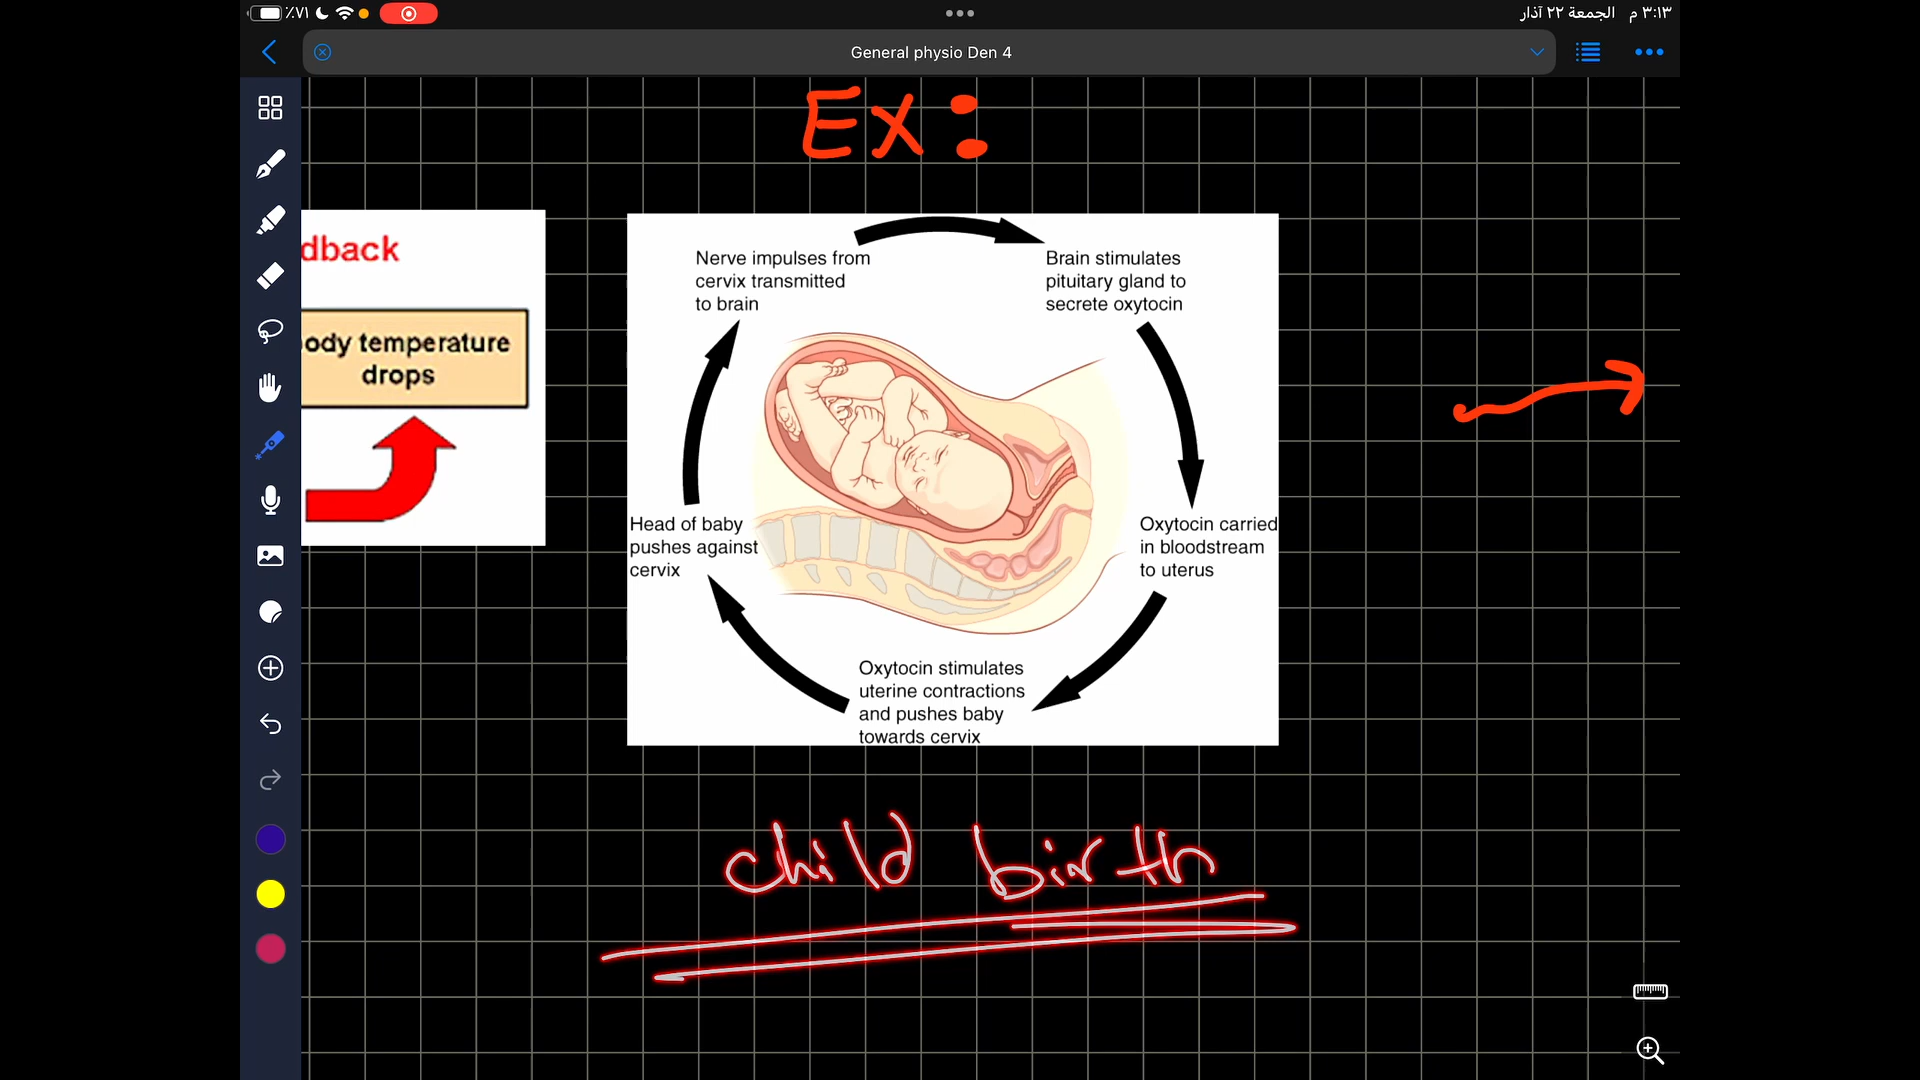 ٪٧١
الجمعة ٢٢ آذار ٣:١٣ م
General physio Den 4
Ex:
dback
ody temperature
drops
Nerve impulses from
cervix transmitted
to brain
Brain stimulates
pituitary gland to
secrete oxytocin
Head of baby
pushes against
cervix
Oxytocin carried
in bloodstream
to uterus
Oxytocin stimulates
uterine contractions
and pushes baby
towards cervix
child birth